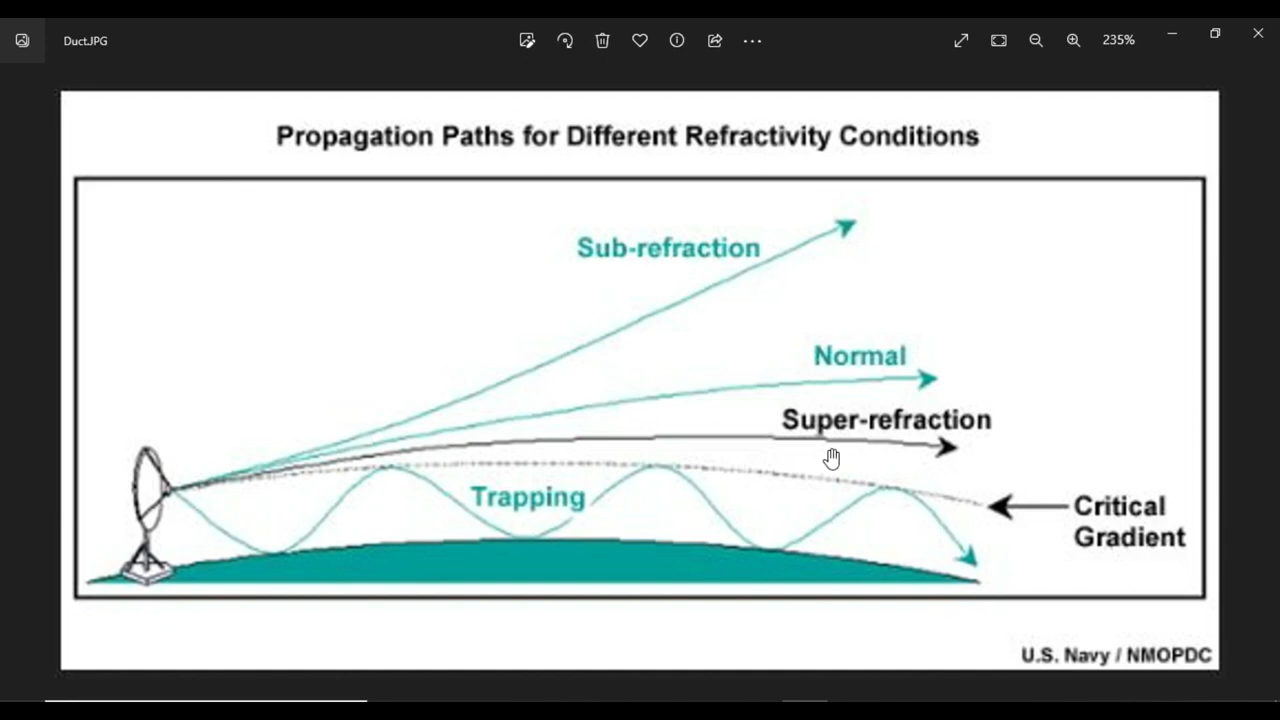 Duct.JPG
235%
Propagation Paths for Different Refractivity Conditions
Sub-refraction
Normal
Super-refraction
Trapping
Critical
Gradient
U.S. Navy / NMOPDC